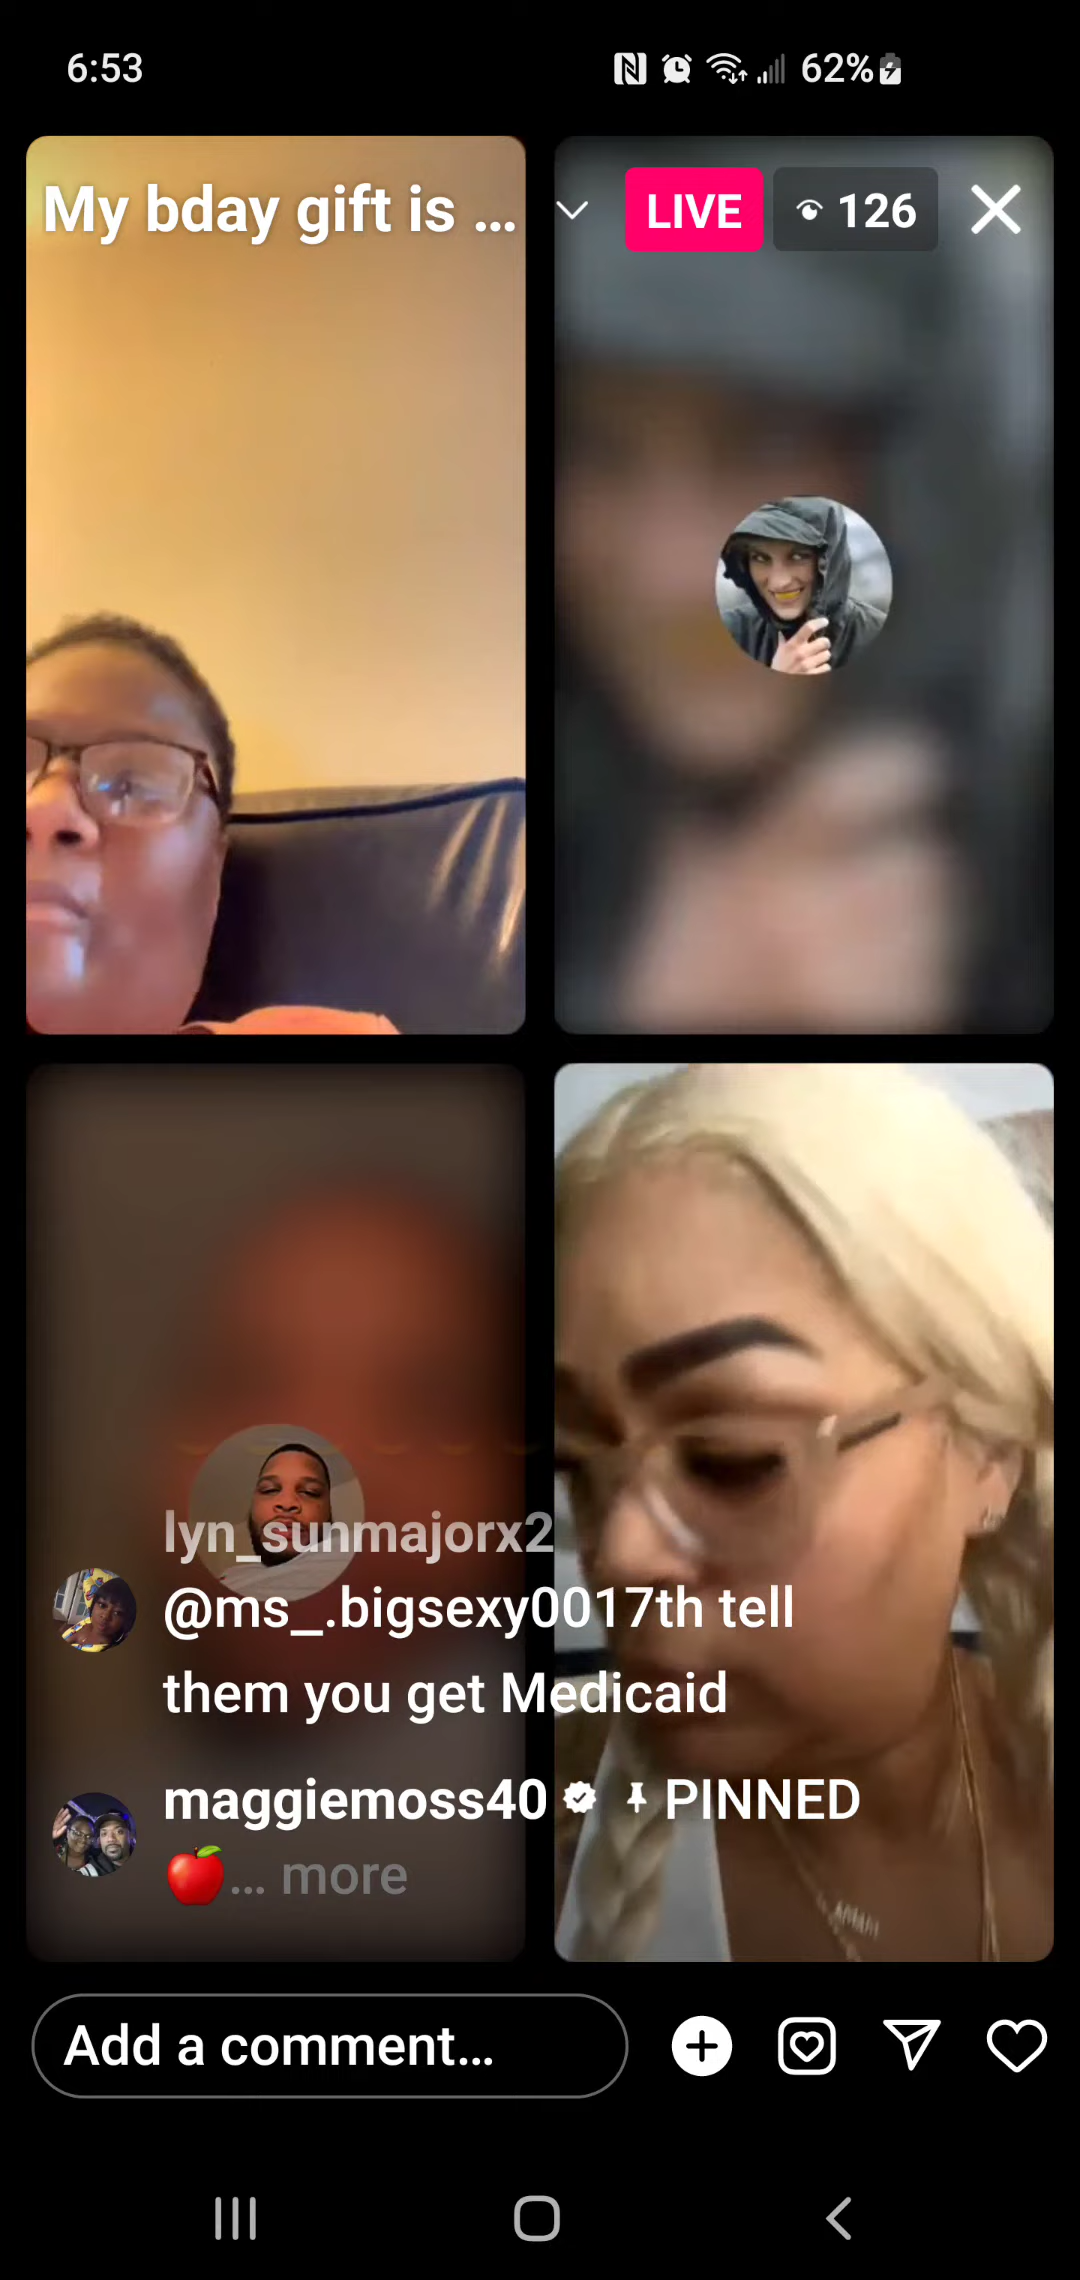 6:53
62%
My bday gift is ...
LIVE
126
lyn_sunmajorx2
@ms_.bigsexy0017th tell
them you get Medicaid
maggiemoss40 PINNED
... more
Add a comment...